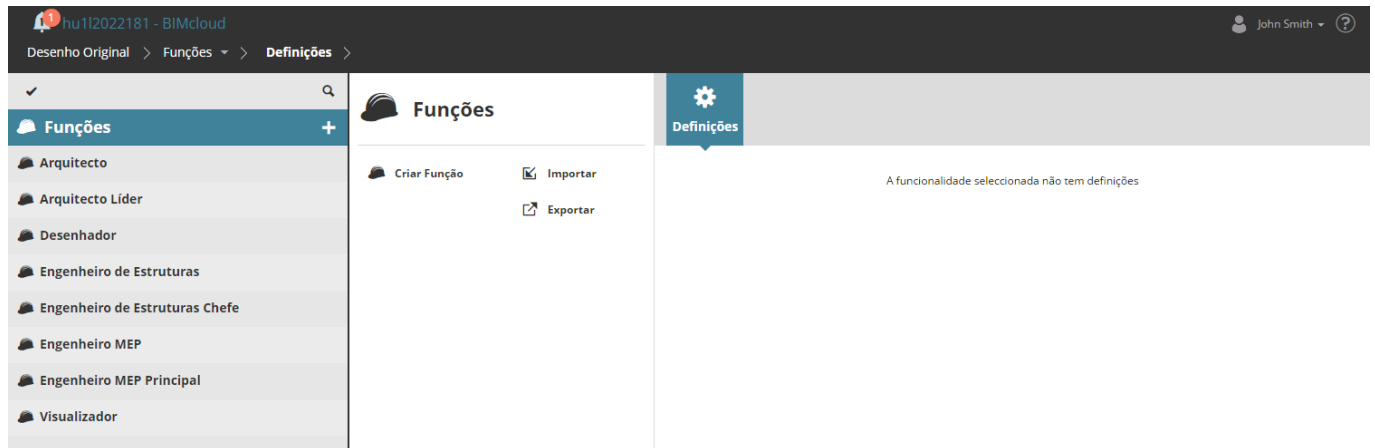 1
hu1l2022181 - BIMcloud
John Smith
?
Desenho Original > Funções > Definições >
Funções +
Arquitecto
Arquitecto Líder
Desenhador
Engenheiro de Estruturas
Engenheiro de Estruturas Chefe
Engenheiro MEP
Engenheiro MEP Principal
Visualizador
Funções
Criar Função
Importar
Exportar
Definições
A funcionalidade seleccionada não tem definições